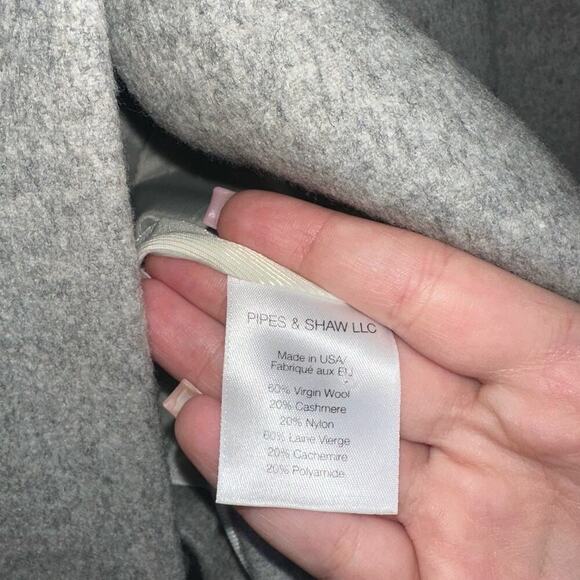 PIPES & SHAW LLC
Made in USA/
Fabriqué aux EU
60% Virgin Wool
20% Cashmere
20% Nylon
60% Laine Vierge
20% Cachemire
20% Polyamide